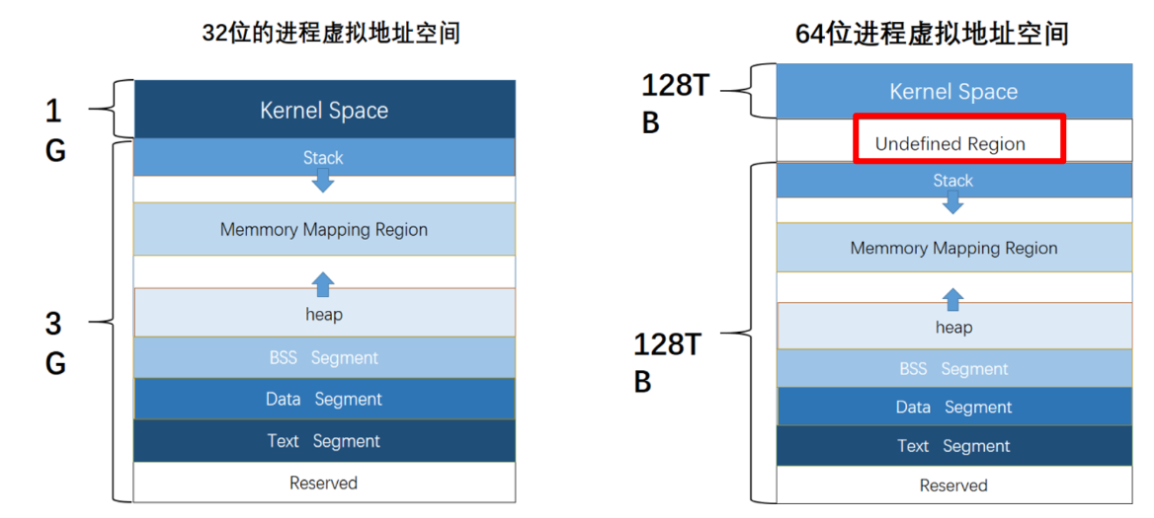 32位的进程虚拟地址空间
1
G
Kernel Space
Stack
Memmory Mapping Region
heap
3
G
BSS Segment
Data Segment
Text Segment
Reserved
64位进程虚拟地址空间
128T
B
Kernel Space
Undefined Region
Stack
Memmory Mapping Region
heap
128T
B
BSS Segment
Data Segment
Text Segment
Reserved